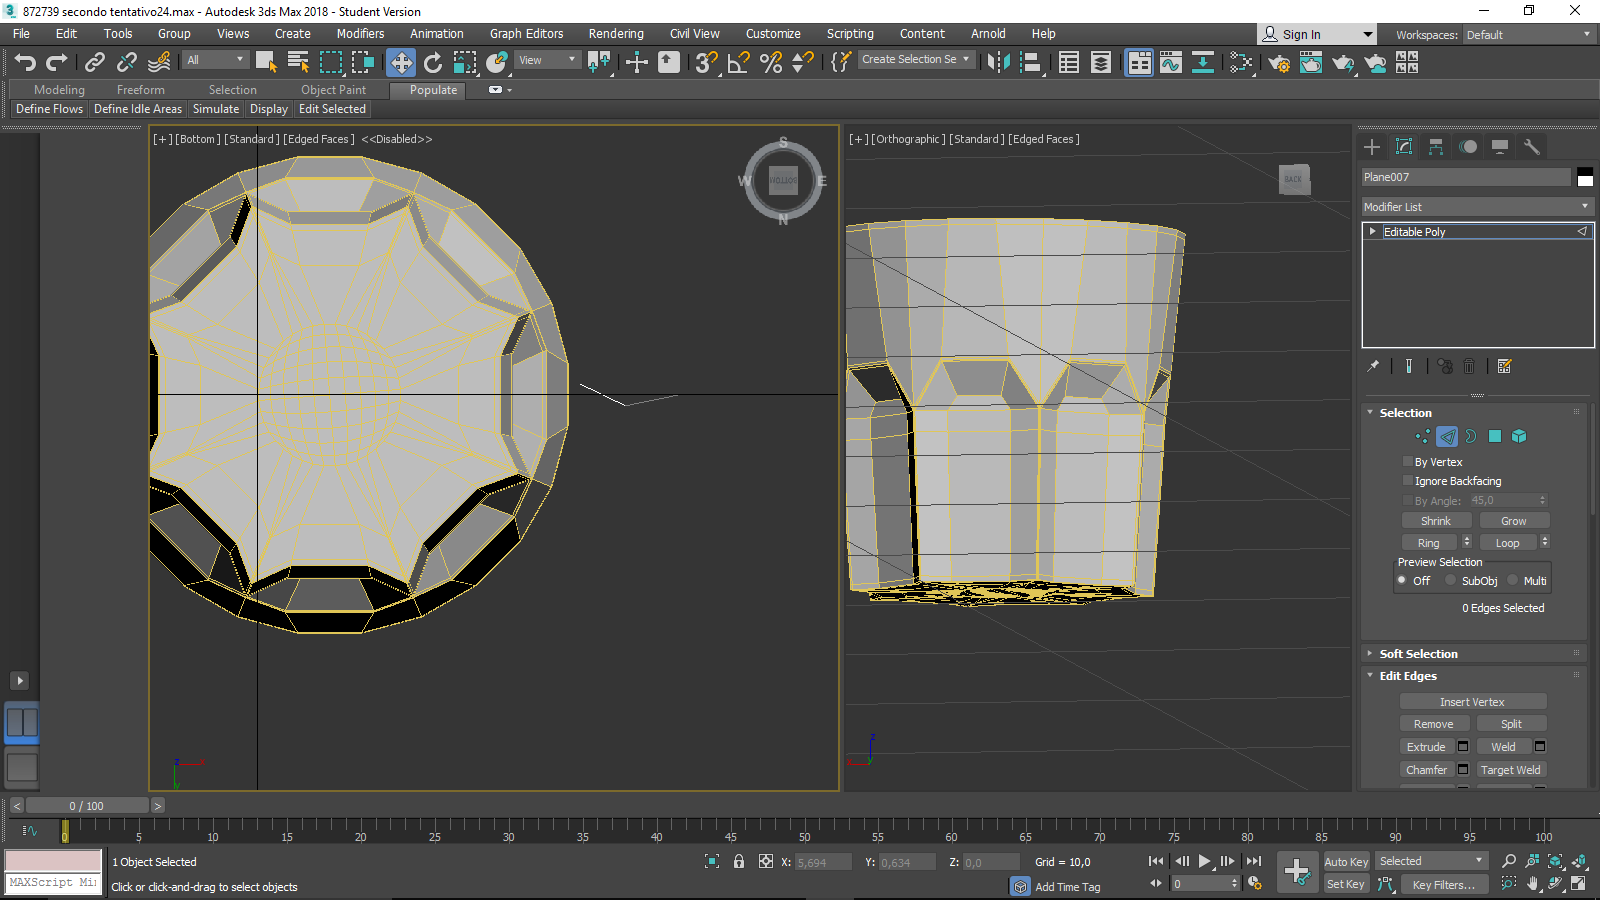 872739 secondo tentativo24.max - Autodesk 3ds Max 2018 - Student Version
File Edit Tools Group Views Create Modifiers Animation Graph Editors Rendering Civil View Customize Scripting Content Arnold Help Sign In Workspaces: Default
All View Create Selection Se
Modeling Freeform Selection Object Paint Populate
Define Flows Define Idle Areas Simulate Display Edit Selected
[+] [Bottom] [Standard] [Edged Faces] <<Disabled>>
S
W E
BOTTOM
N
[+] [Orthographic] [Standard] [Edged Faces]
BACK
z
x
y
z
x
y
Plane007
Modifier List
Editable Poly
Selection
By Vertex
Ignore Backfacing
By Angle: 45,0
Shrink Grow
Ring Loop
Preview Selection
Off SubObj Multi
0 Edges Selected
Soft Selection
Edit Edges
Insert Vertex
Remove Split
Extrude Weld
Chamfer Target Weld
< 0 / 100 >
0 5 10 15 20 25 30 35 40 45 50 55 60 65 70 75 80 85 90 95 100
1 Object Selected X: 5,694 Y: 0,634 Z: 0,0 Grid = 10,0 Auto Key Selected
MAXScript Mi
Click or click-and-drag to select objects Add Time Tag 0 Set Key Key Filters...